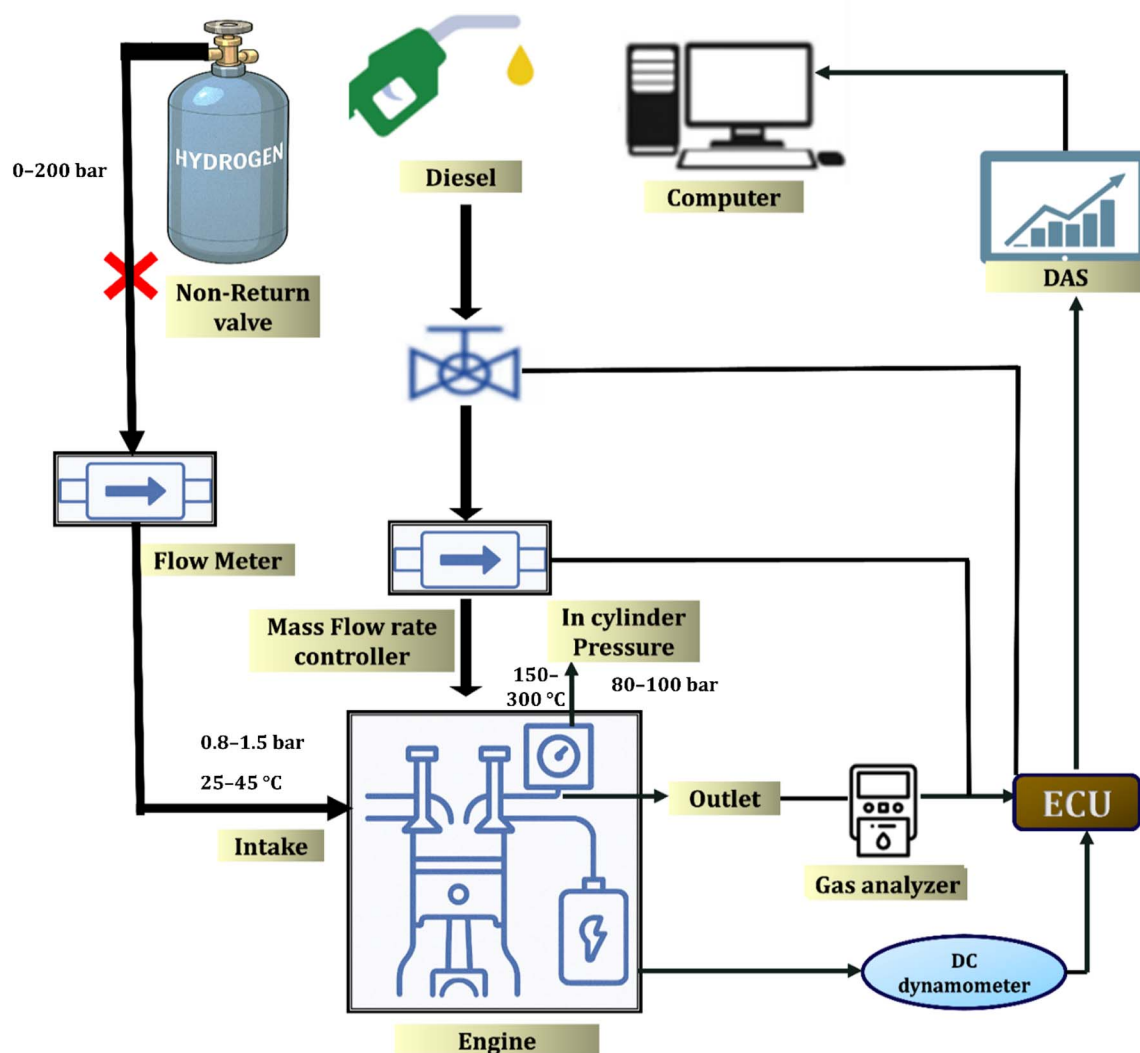 HYDROGEN
0–200 bar
Non-Return
valve
Diesel
Computer
DAS
Flow Meter
Mass Flow rate
controller
In cylinder
Pressure
150–
300 °C
80–100 bar
0.8–1.5 bar
25–45 °C
Intake
Outlet
Gas analyzer
ECU
DC
dynamometer
Engine